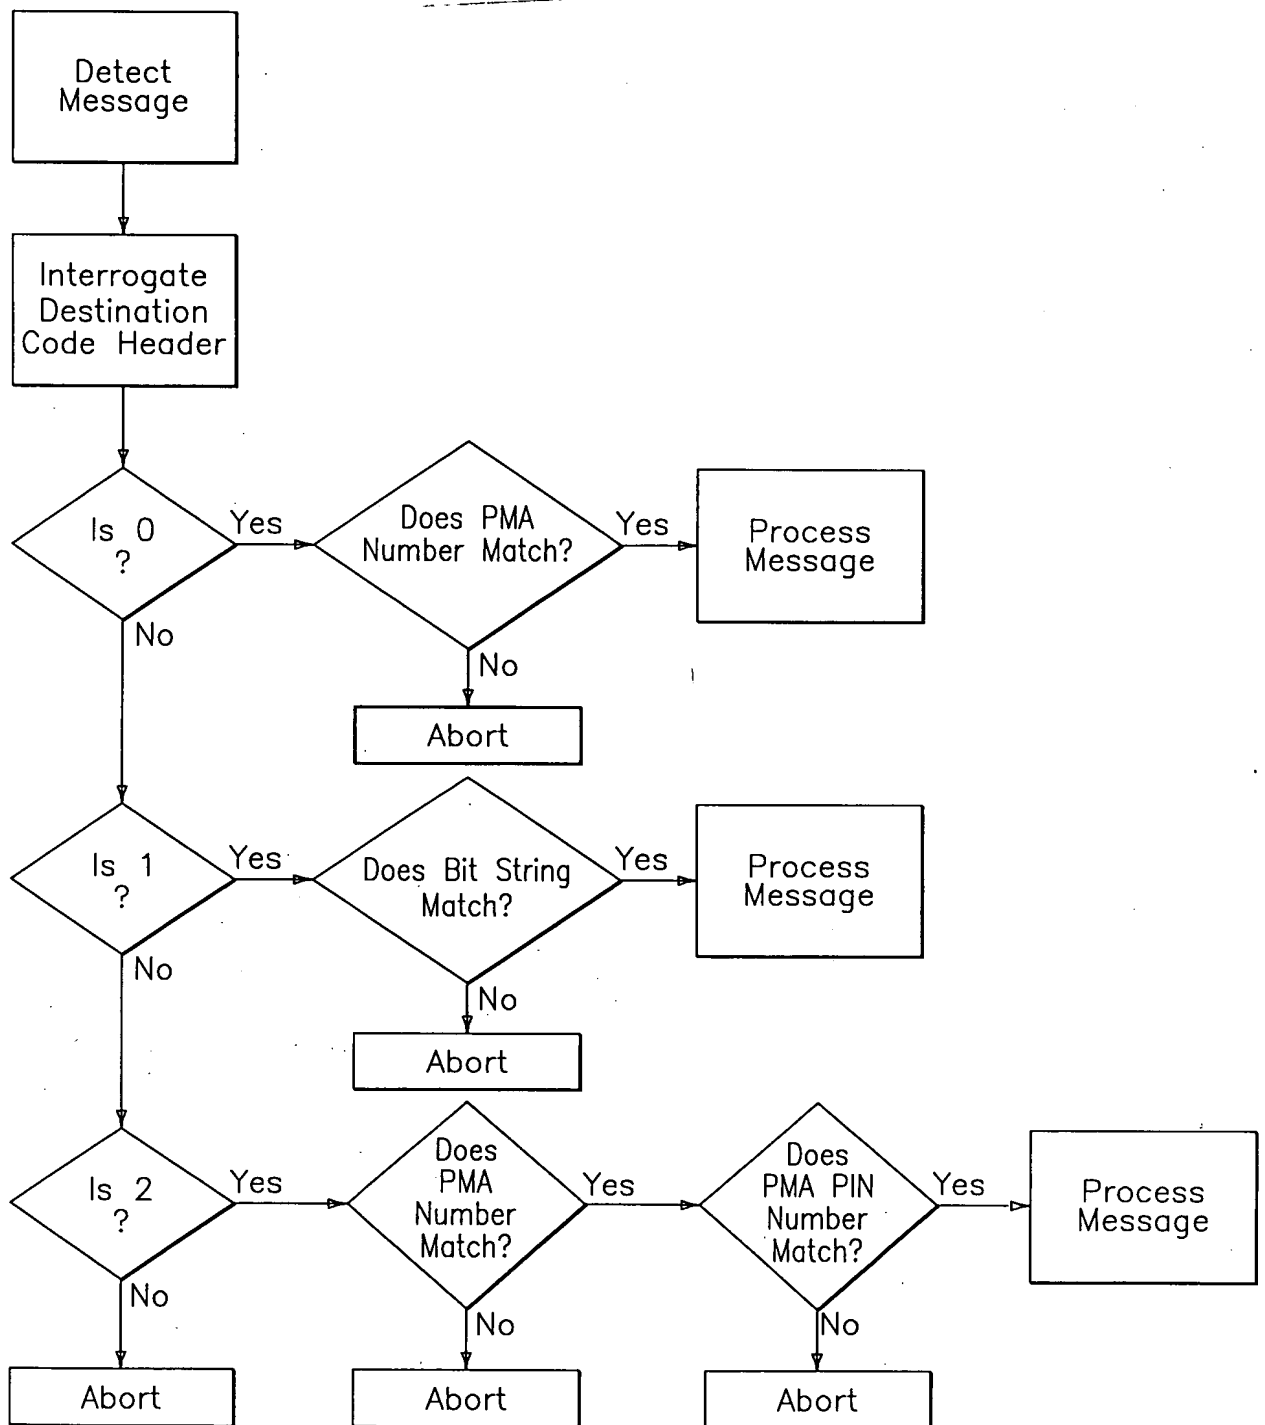 Detect
Message
Interrogate
Destination
Code Header
Is 0
?
Yes
Does PMA
Number Match?
Yes
Process
Message
No
No
Abort
Is 1
?
Yes
Does Bit String
Match?
Yes
Process
Message
No
No
Abort
Is 2
?
Yes
Does
PMA
Number
Match?
Yes
Does
PMA PIN
Number
Match?
Yes
Process
Message
No
No
No
Abort
Abort
Abort